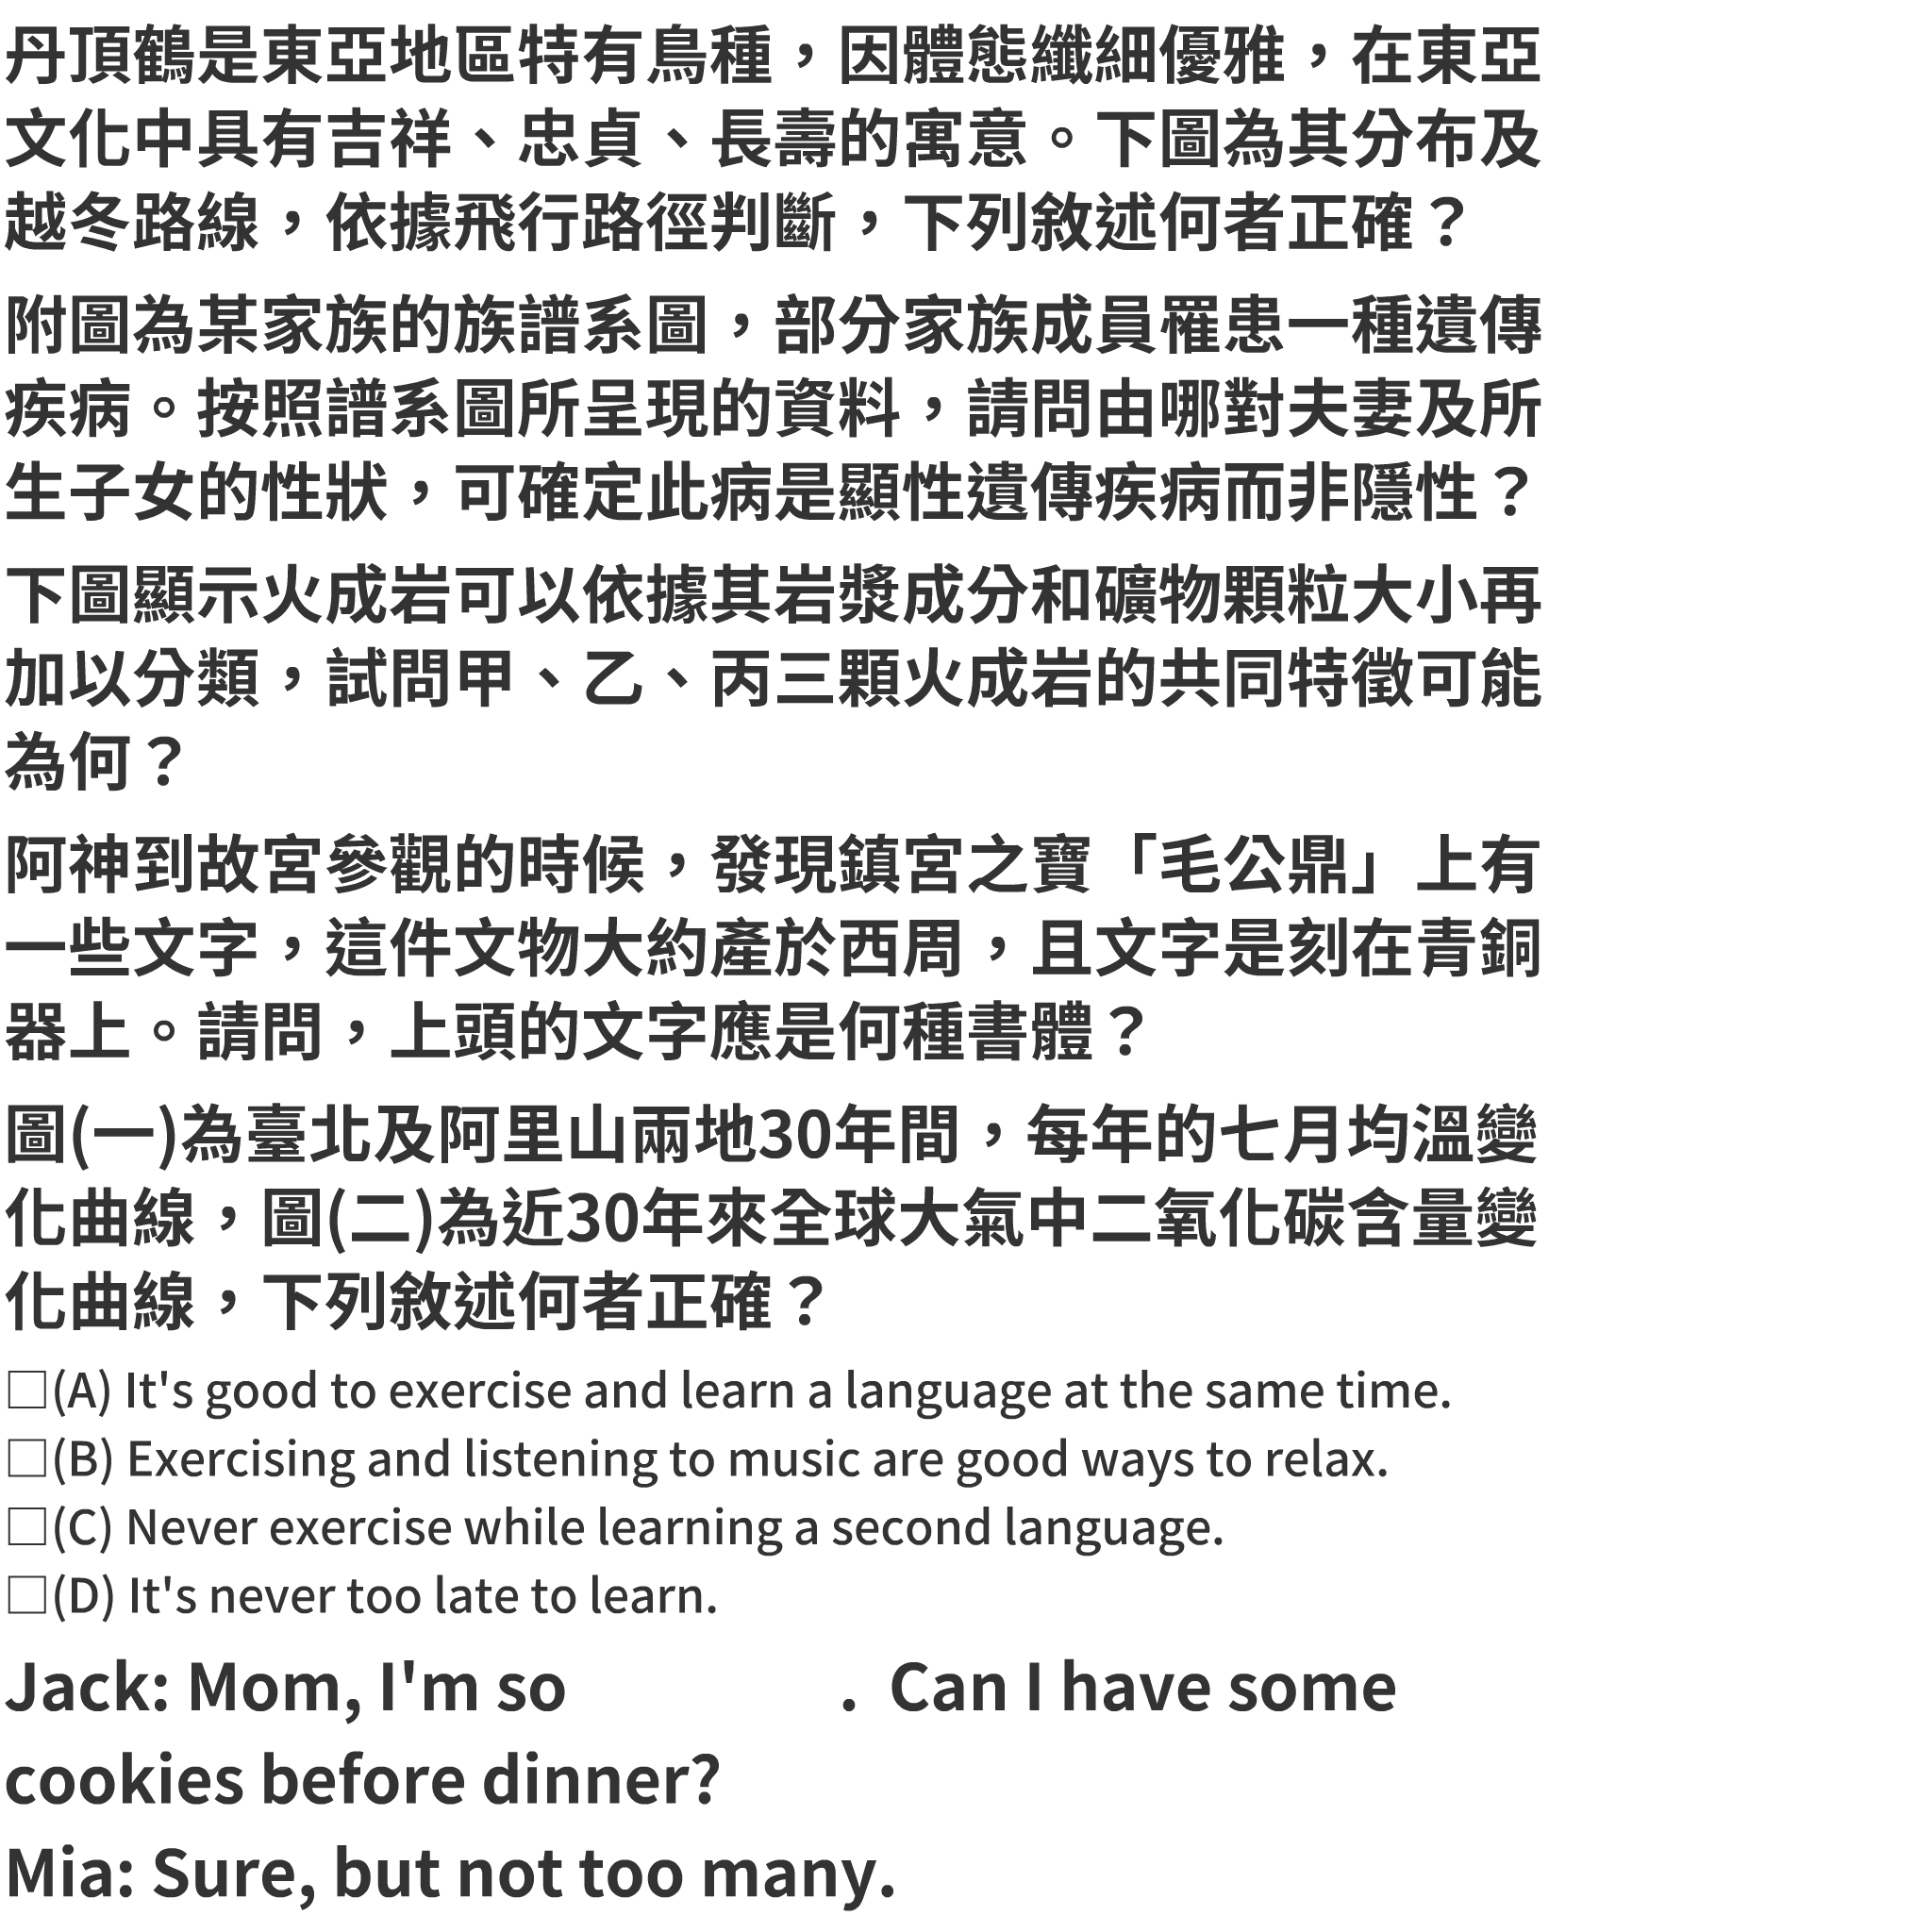 丹頂鶴是東亞地區特有鳥種，因體態纖細優雅，在東亞
文化中具有吉祥、忠貞、長壽的寓意。下圖為其分布及
越冬路線，依據飛行路徑判斷，下列敘述何者正確？
附圖為某家族的族譜系圖，部分家族成員罹患一種遺傳
疾病。按照譜系圖所呈現的資料，請問由哪對夫妻及所
生子女的性狀，可確定此病是顯性遺傳疾病而非隱性？
下圖顯示火成岩可以依據其岩漿成分和礦物顆粒大小再
加以分類，試問甲、乙、丙三顆火成岩的共同特徵可能
為何？
阿神到故宮參觀的時候，發現鎮宮之寶「毛公鼎」上有
一些文字，這件文物大約產於西周，且文字是刻在青銅
器上。請問，上頭的文字應是何種書體？
圖(一)為臺北及阿里山兩地30年間，每年的七月均溫變
化曲線，圖(二)為近30年來全球大氣中二氧化碳含量變
化曲線，下列敘述何者正確？
□(A) It's good to exercise and learn a language at the same time.
□(B) Exercising and listening to music are good ways to relax.
□(C) Never exercise while learning a second language.
□(D) It's never too late to learn.
Jack: Mom, I'm so . Can I have some
cookies before dinner?
Mia: Sure, but not too many.